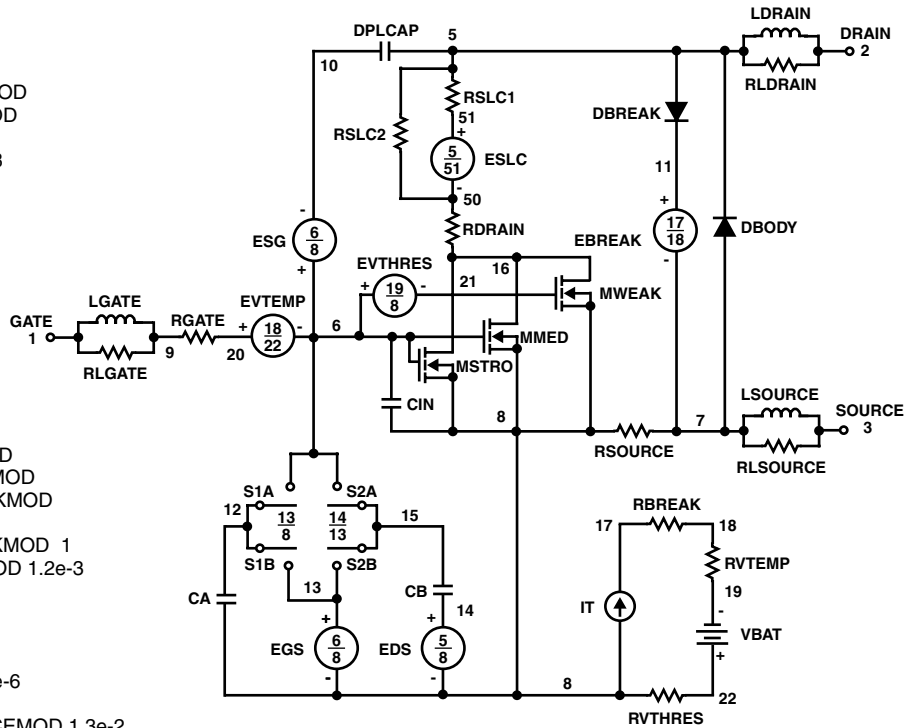 OD
OD
3
D
MOD
KMOD
KMOD 1
OD 1.2e-3
e-6
CEMOD 1.3e-2
DPLCAP
5
LDRAIN
DRAIN
2
RLDRAIN
10
RSLC1
51
RSLC2
+
5
51
ESLC
-
50
DBREAK
11
+
17
18
EBREAK
-
DBODY
-
ESG
6
8
+
RDRAIN
16
21
EVTHRES
+
19
8
-
MWEAK
LGATE
GATE
1
RLGATE
9
RGATE
20
EVTEMP
+
18
22
-
6
MMED
MSTRO
CIN
8
RSOURCE
7
LSOURCE
SOURCE
3
RLSOURCE
S1A
S2A
12
13
8
14
13
15
S1B
S2B
13
CA
CB
14
+
EGS
6
8
-
+
EDS
5
8
-
8
RBREAK
17
18
RVTEMP
19
IT
-
VBAT
+
22
RVTHRES